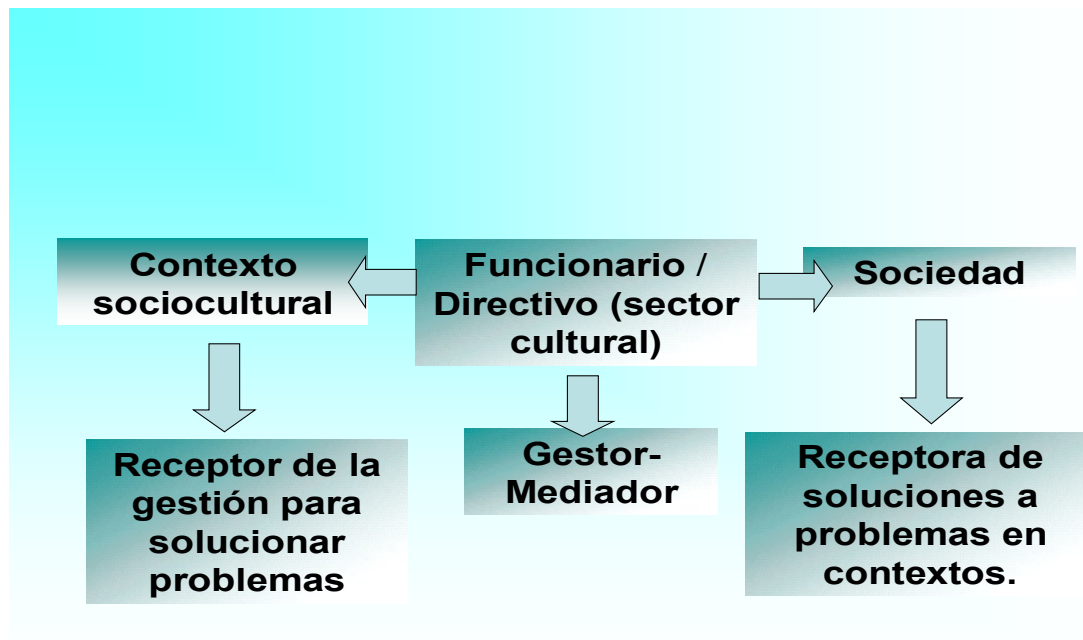 Contexto
sociocultural
Funcionario /
Directivo (sector
cultural)
Sociedad
Receptor de la
gestión para
solucionar
problemas
Gestor-
Mediador
Receptora de
soluciones a
problemas en
contextos.